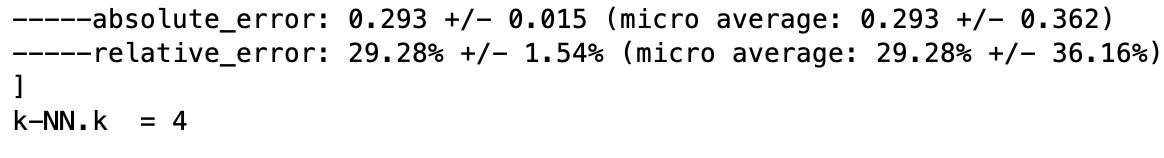 -----absolute_error: 0.293 +/- 0.015 (micro average: 0.293 +/- 0.362)
-----relative_error: 29.28% +/- 1.54% (micro average: 29.28% +/- 36.16%)
]
k-NN.k  = 4